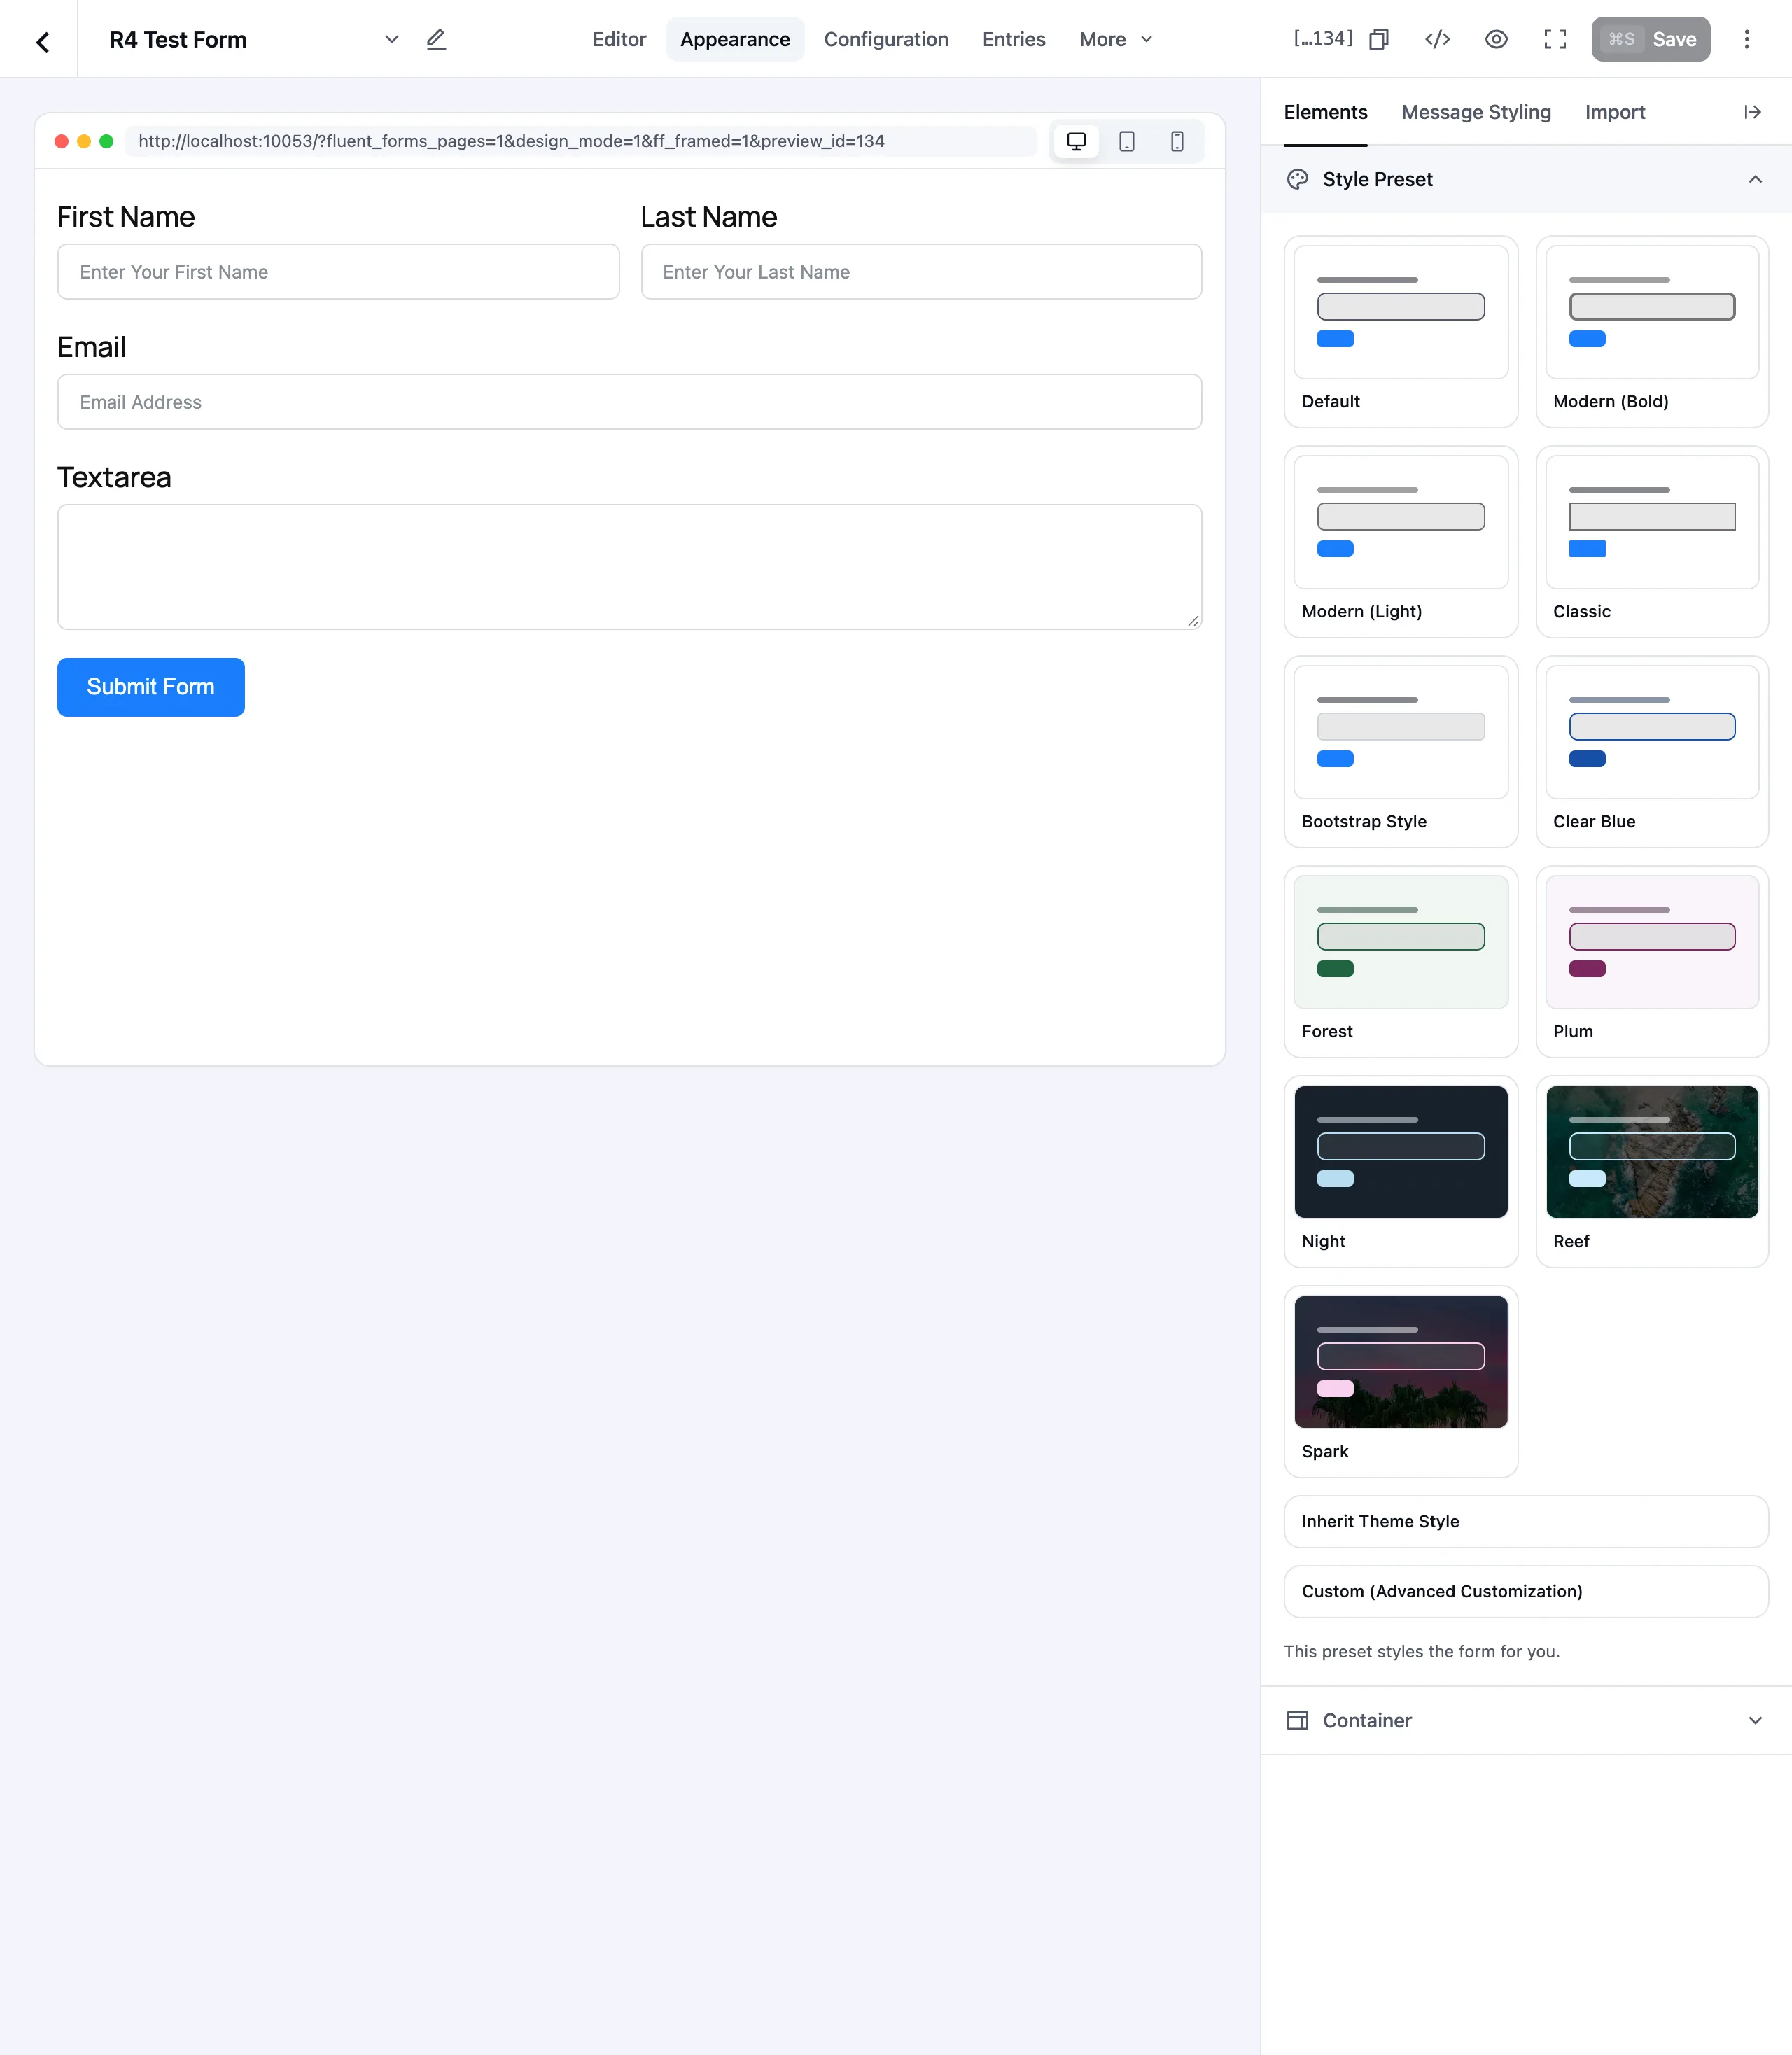 R4 Test Form
Editor
Appearance
Configuration
Entries
More
[...134]
⌘S Save
http://localhost:10053/?fluent_forms_pages=1&design_mode=1&ff_framed=1&preview_id=134
First Name
Last Name
Enter Your First Name
Enter Your Last Name
Email
Email Address
Textarea
Submit Form
Elements
Message Styling
Import
Style Preset
Default
Modern (Bold)
Modern (Light)
Classic
Bootstrap Style
Clear Blue
Forest
Plum
Night
Reef
Spark
Inherit Theme Style
Custom (Advanced Customization)
This preset styles the form for you.
Container